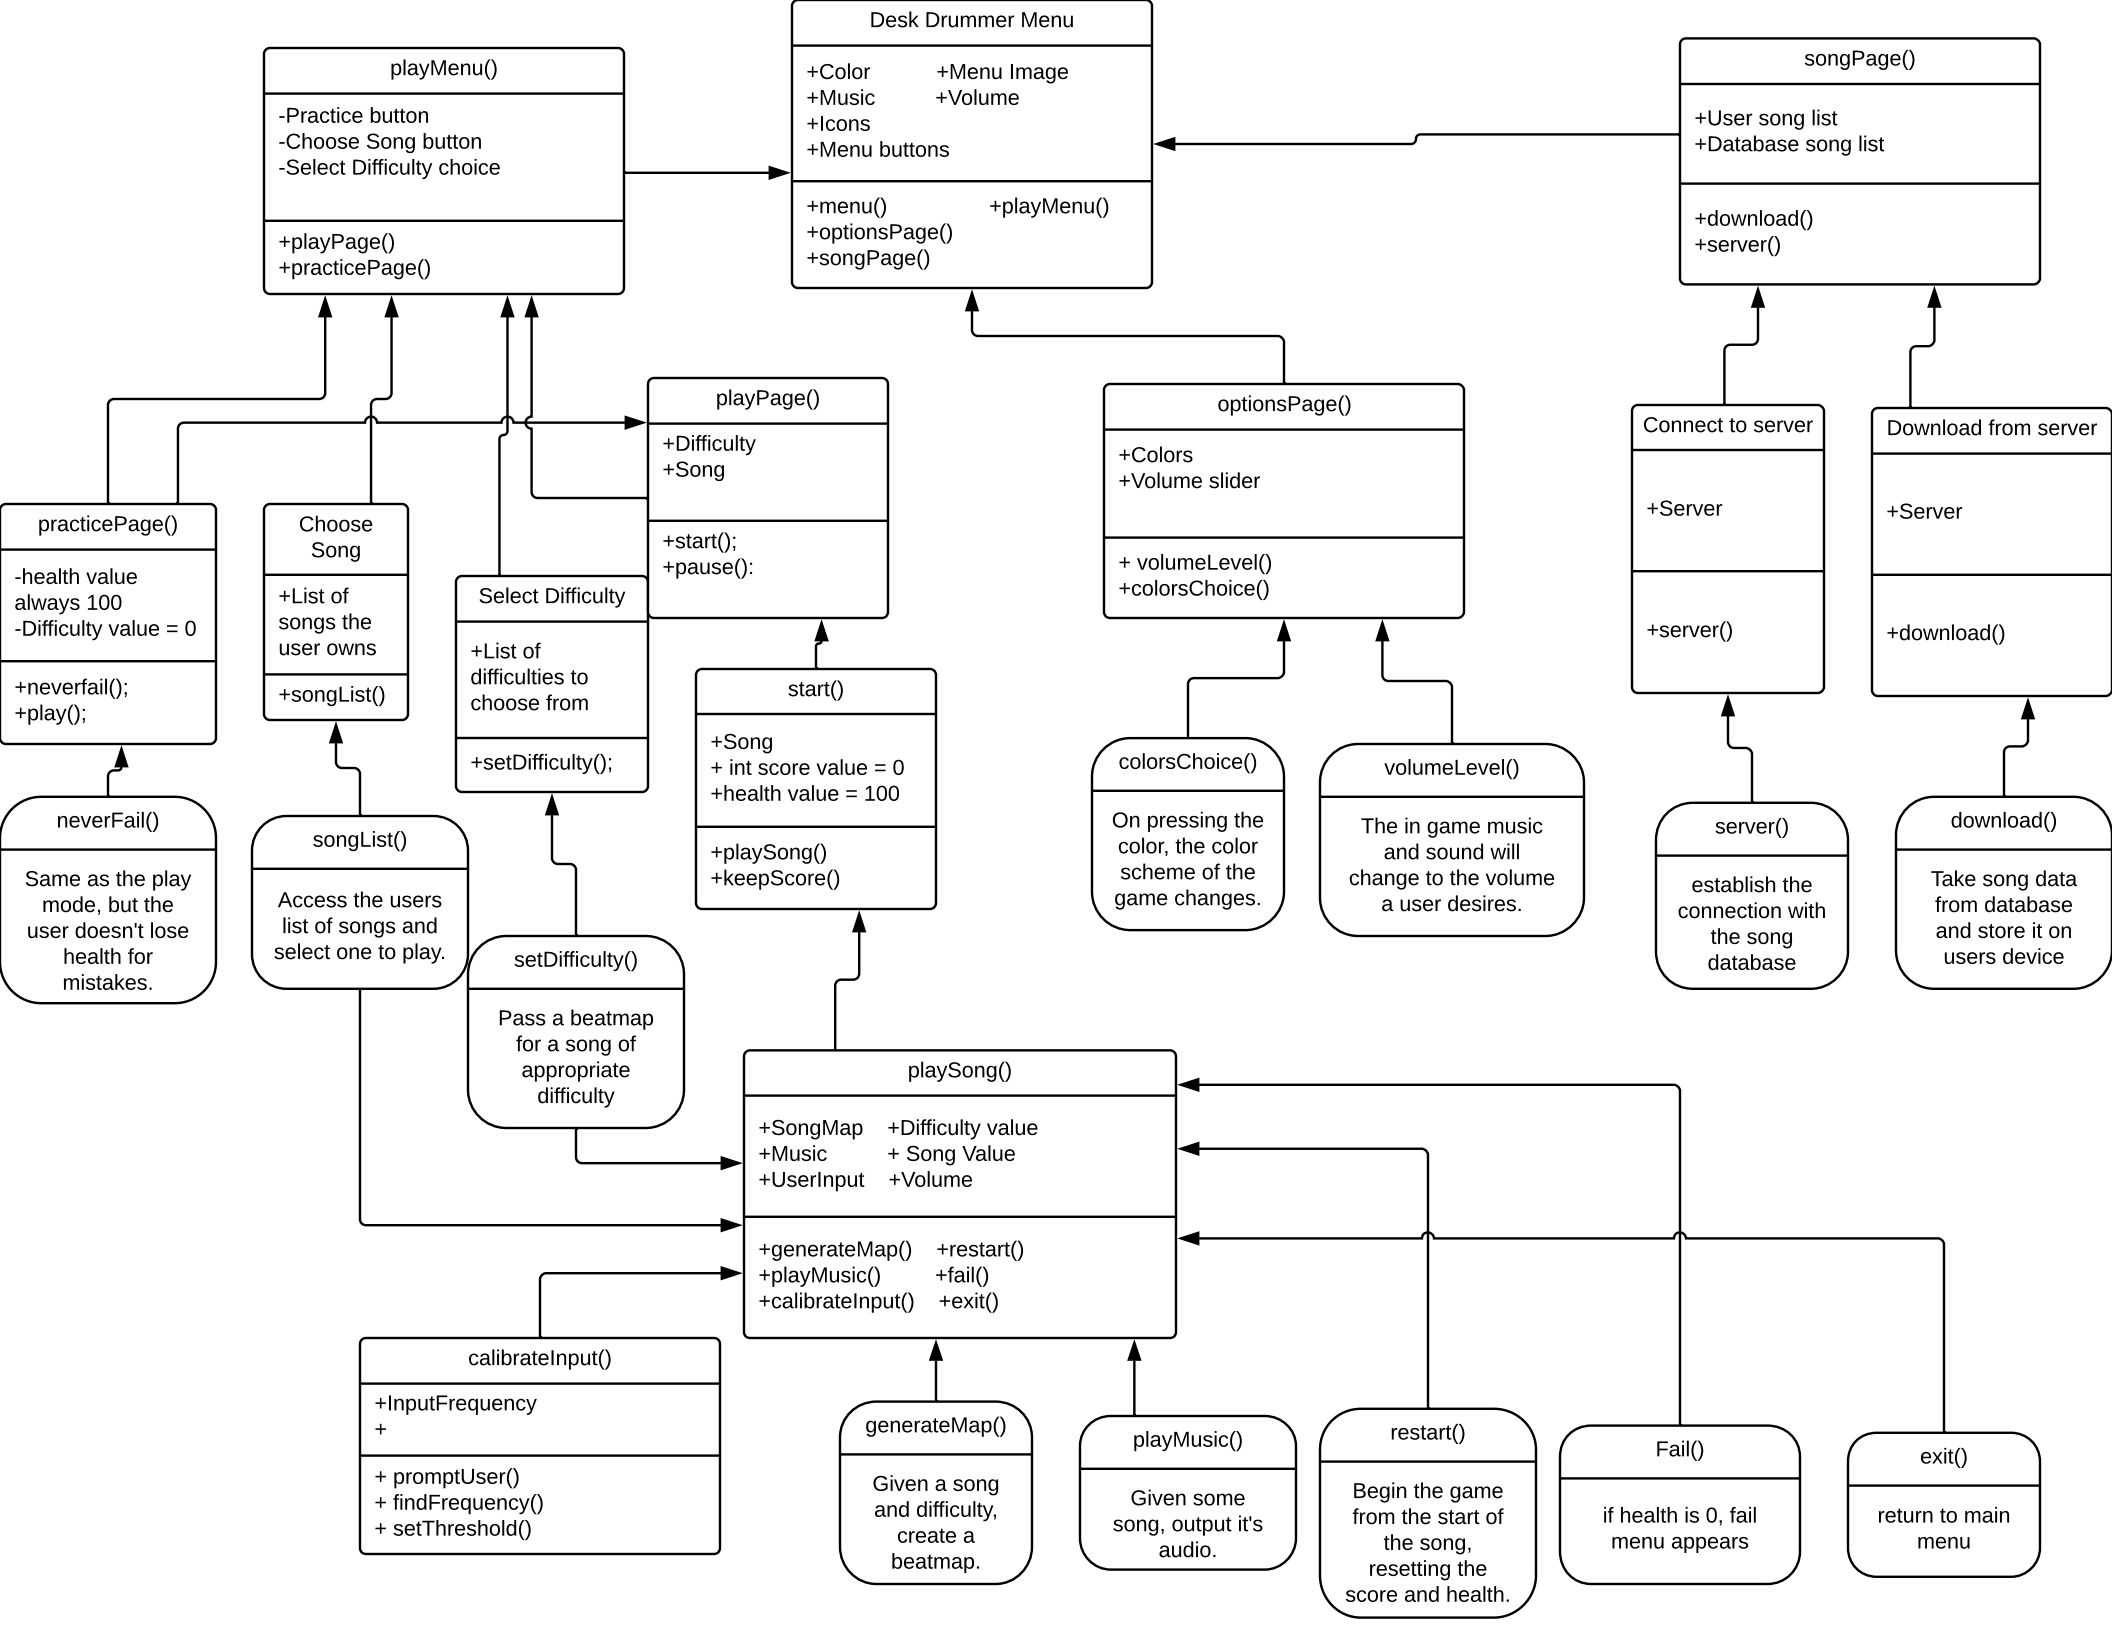 Desk Drummer Menu
+Color +Menu Image
+Music +Volume
+Icons
+Menu buttons
+menu() +playMenu()
+optionsPage()
+songPage()
playMenu()
-Practice button
-Choose Song button
-Select Difficulty choice
+playPage()
+practicePage()
songPage()
+User song list
+Database song list
+download()
+server()
playPage()
+Difficulty
+Song
+start();
+pause():
optionsPage()
+Colors
+Volume slider
+ volumeLevel()
+colorsChoice()
Connect to server
+Server
+server()
Download from server
+Server
+download()
practicePage()
-health value
always 100
-Difficulty value = 0
+neverfail();
+play();
Choose
Song
+List of
songs the
user owns
+songList()
Select Difficulty
+List of
difficulties to
choose from
+setDifficulty();
start()
+Song
+ int score value = 0
+health value = 100
+playSong()
+keepScore()
colorsChoice()
On pressing the
color, the color
scheme of the
game changes.
volumeLevel()
The in game music
and sound will
change to the volume
a user desires.
server()
establish the
connection with
the song
database
download()
Take song data
from database
and store it on
users device
neverFail()
Same as the play
mode, but the
user doesn't lose
health for
mistakes.
songList()
Access the users
list of songs and
select one to play.
setDifficulty()
Pass a beatmap
for a song of
appropriate
difficulty
playSong()
+SongMap +Difficulty value
+Music + Song Value
+UserInput +Volume
+generateMap() +restart()
+playMusic() +fail()
+calibrateInput() +exit()
calibrateInput()
+InputFrequency
+
+ promptUser()
+ findFrequency()
+ setThreshold()
generateMap()
Given a song
and difficulty,
create a
beatmap.
playMusic()
Given some
song, output it's
audio.
restart()
Begin the game
from the start of
the song,
resetting the
score and health.
Fail()
if health is 0, fail
menu appears
exit()
return to main
menu